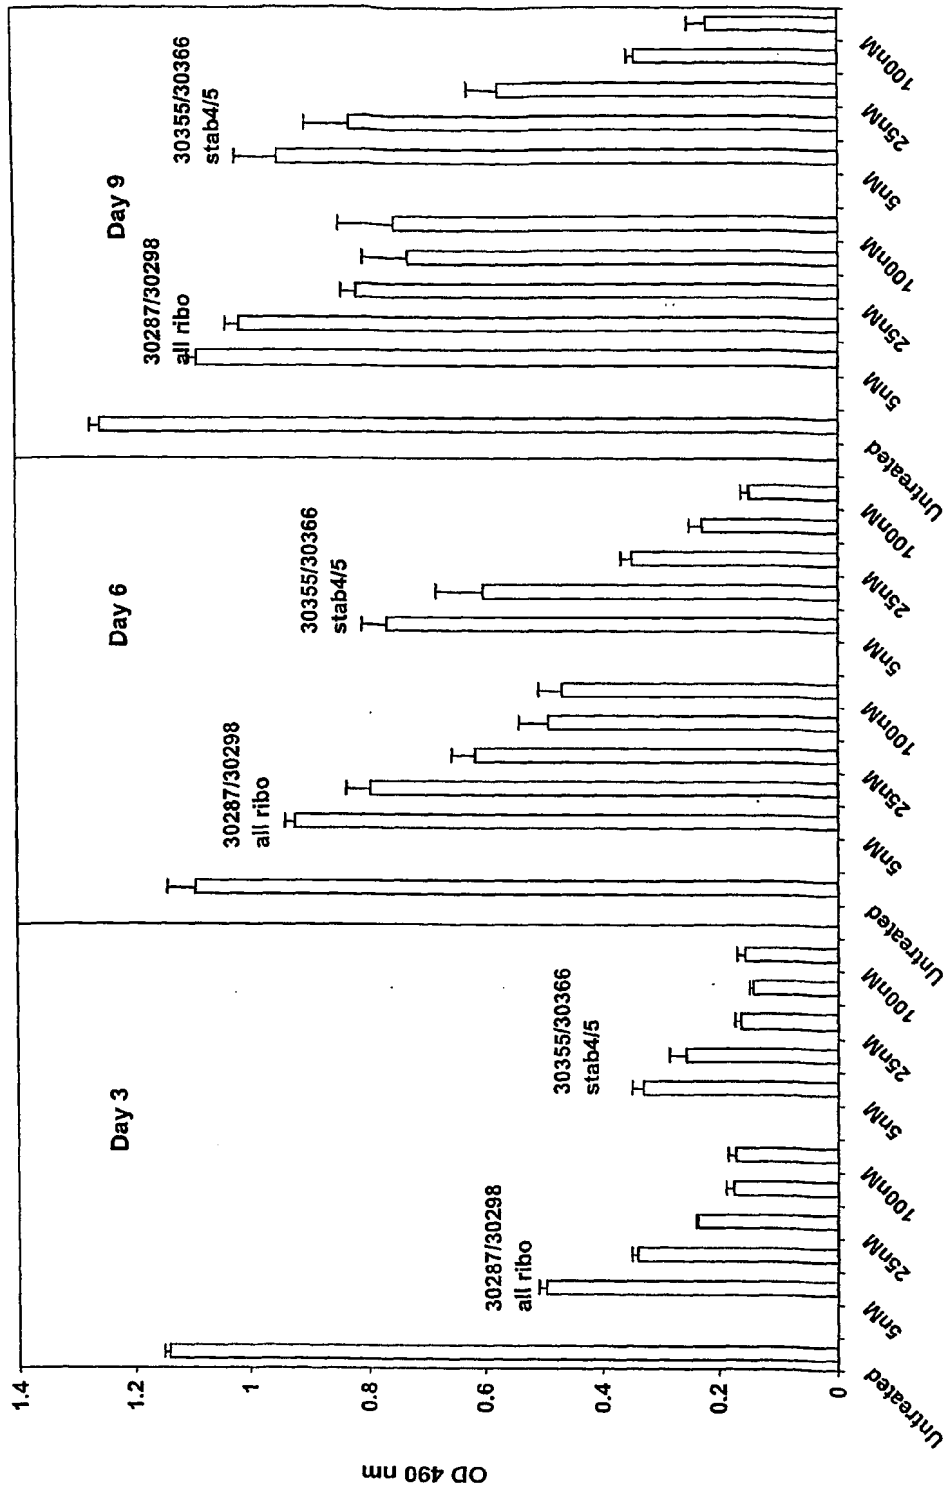 OD 490 nm
1.4
1.2
1
0.8
0.6
0.4
0.2
0
Day 3
30287/30298
all ribo
30355/30366
stab4/5
Day 6
30287/30298
all ribo
30355/30366
stab4/5
Day 9
30287/30298
all ribo
30355/30366
stab4/5
Untreated
5nM
25nM
100nM
5nM
25nM
100nM
Untreated
5nM
25nM
100nM
5nM
25nM
100nM
Untreated
5nM
25nM
100nM
5nM
25nM
100nM